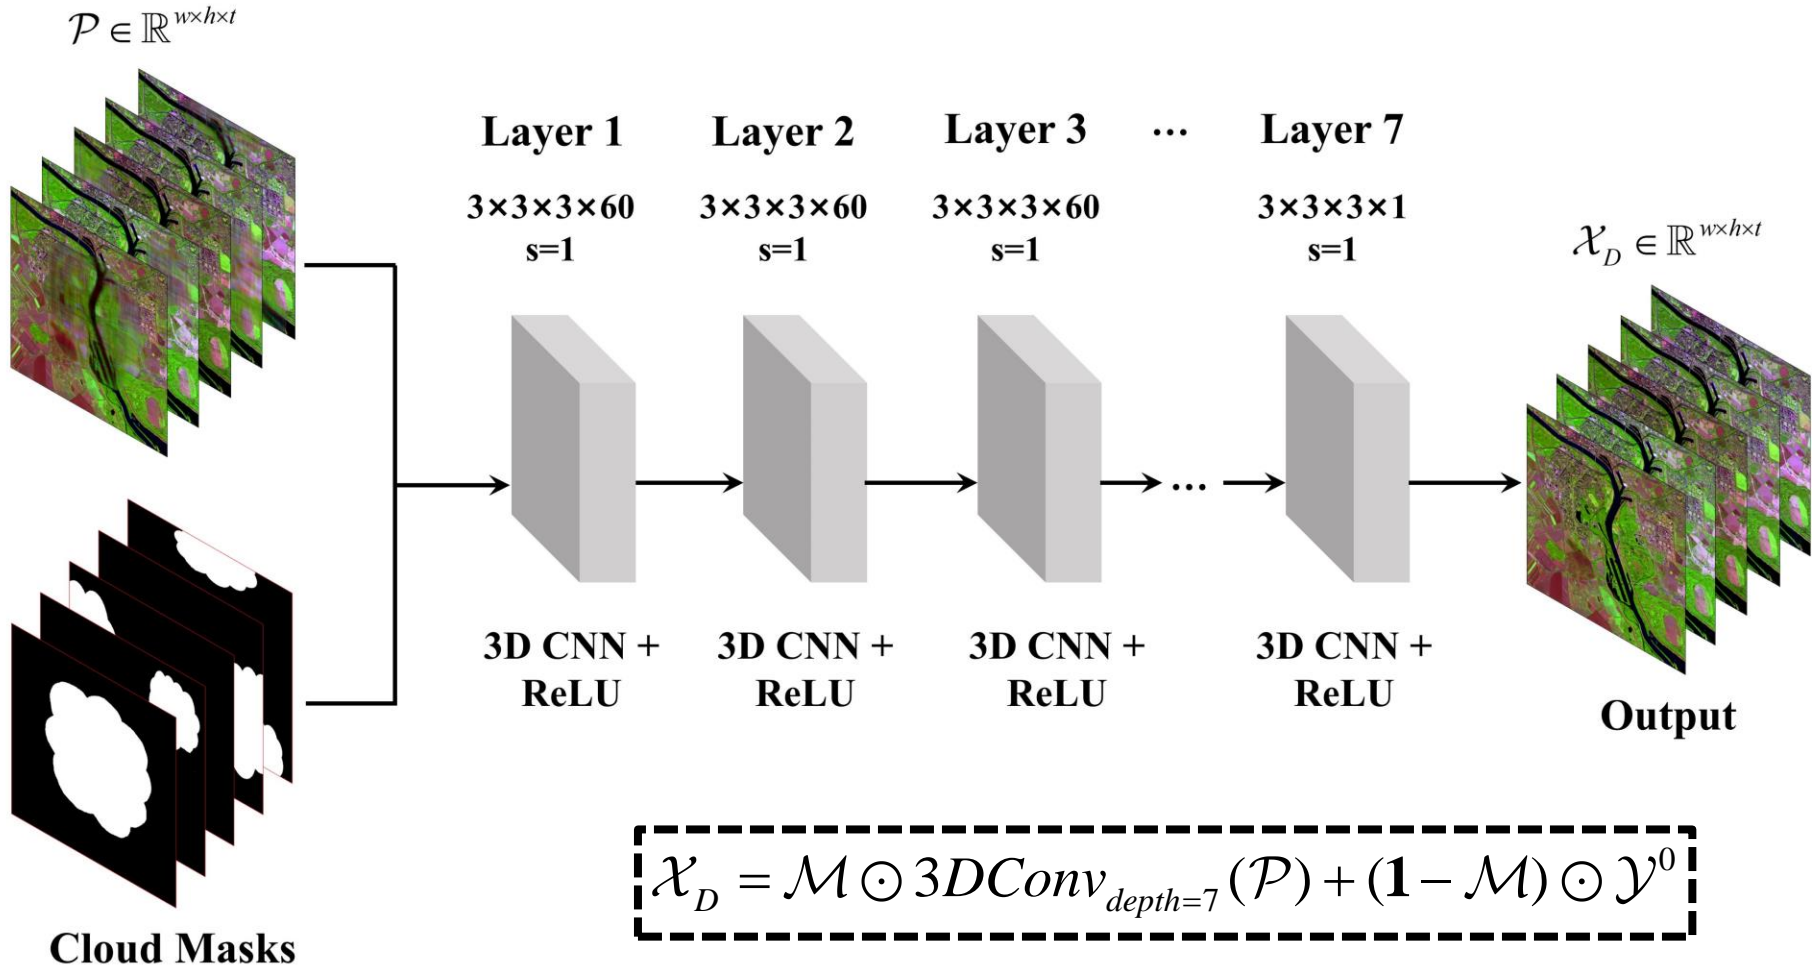 𝒫 ∈ ℝ^{w×h×t}
Layer 1 Layer 2 Layer 3 ... Layer 7
3×3×3×60 3×3×3×60 3×3×3×60 3×3×3×1
s=1 s=1 s=1 s=1
𝒳_D ∈ ℝ^{w×h×t}
...
3D CNN + 3D CNN + 3D CNN + 3D CNN +
ReLU ReLU ReLU ReLU
Output
𝒳_D = ℳ ⊙ 3DConv_{depth=7}(𝒫) + (𝟏 − ℳ) ⊙ 𝒴^0
Cloud Masks